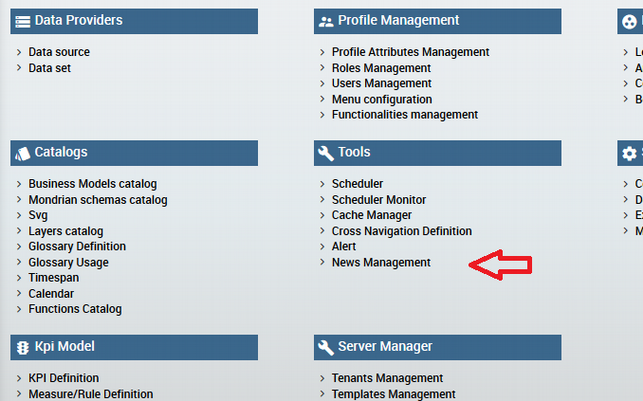 Data Providers
Data source
Data set
Profile Management
Profile Attributes Management
Roles Management
Users Management
Menu configuration
Functionalities management
Catalogs
Business Models catalog
Mondrian schemas catalog
Svg
Layers catalog
Glossary Definition
Glossary Usage
Timespan
Calendar
Functions Catalog
Tools
Scheduler
Scheduler Monitor
Cache Manager
Cross Navigation Definition
Alert
News Management
Kpi Model
KPI Definition
Measure/Rule Definition
Server Manager
Tenants Management
Templates Management